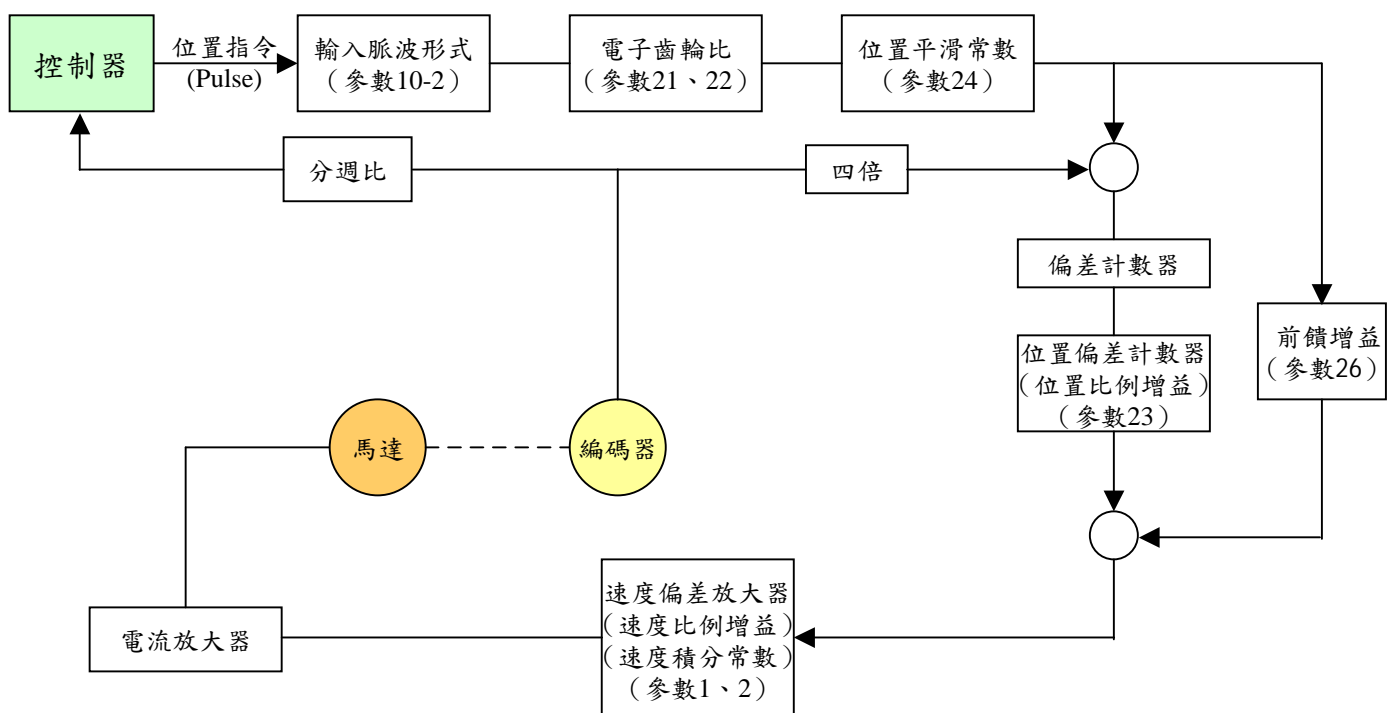 控制器
位置指令
(Pulse)
輸入脈波形式
（參數10-2）
電子齒輪比
（參數21、22）
位置平滑常數
（參數24）
分週比
四倍
偏差計數器
位置偏差計數器
（位置比例增益）
（參數23）
前饋增益
（參數26）
馬達
編碼器
速度偏差放大器
（速度比例增益）
（速度積分常數）
（參數1、2）
電流放大器